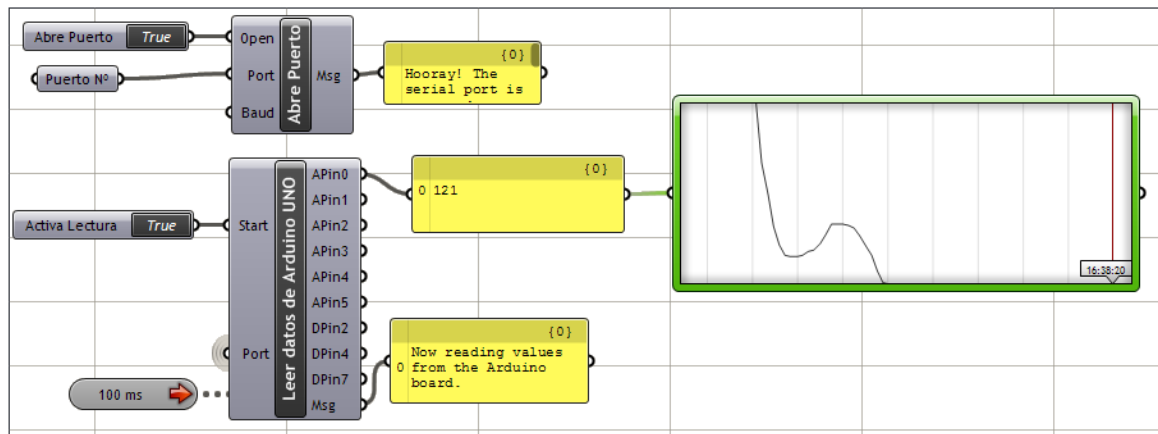 Abre Puerto True
Puerto Nº
Open
Port
Baud
Abre Puerto
Msg
{0}
Hooray! The
serial port is
Activa Lectura True
100 ms
Start
Port
Leer datos de Arduino UNO
APin0
APin1
APin2
APin3
APin4
APin5
DPin2
DPin4
DPin7
Msg
{0}
0 121
{0}
Now reading values
0 from the Arduino
board.
16:38:20